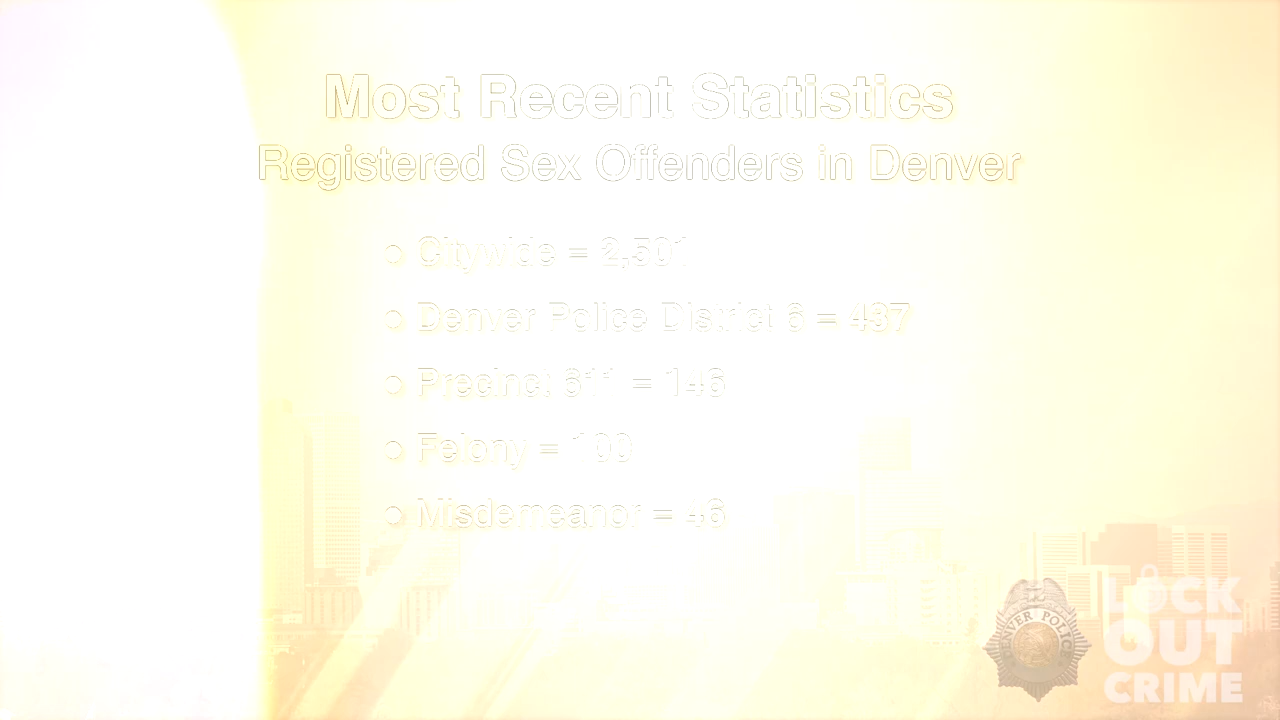 Most Recent Statistics
Registered Sex Offenders in Denver
• Citywide = 2,501
• Denver Police District 6 = 437
• Precinct 611 = 146
• Felony = 100
• Misdemeanor = 46
DENVER POLICE
LOCK
OUT
CRIME